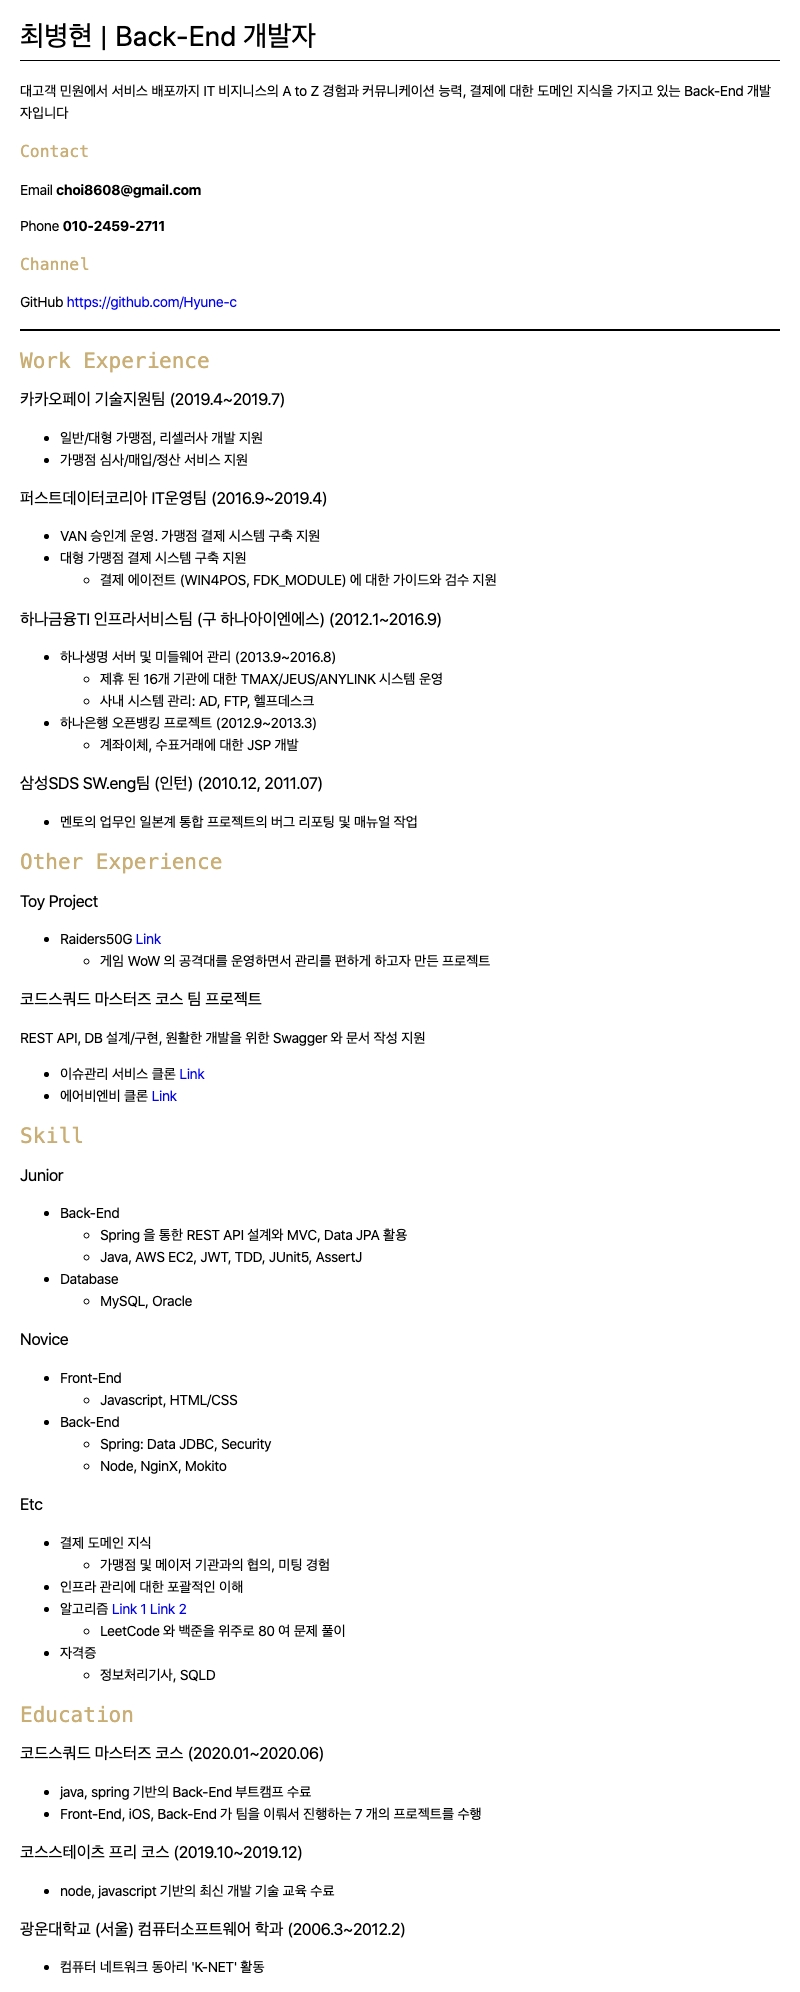 최병현 | Back-End 개발자
대고객 민원에서 서비스 배포까지 IT 비지니스의 A to Z 경험과 커뮤니케이션 능력, 결제에 대한 도메인 지식을 가지고 있는 Back-End 개발
자입니다
Contact
Email choi8608@gmail.com
Phone 010-2459-2711
Channel
GitHub https://github.com/Hyune-c
Work Experience
카카오페이 기술지원팀 (2019.4~2019.7)
• 일반/대형 가맹점, 리셀러사 개발 지원
• 가맹점 심사/매입/정산 서비스 지원
퍼스트데이터코리아 IT운영팀 (2016.9~2019.4)
• VAN 승인계 운영. 가맹점 결제 시스템 구축 지원
• 대형 가맹점 결제 시스템 구축 지원
◦ 결제 에이전트 (WIN4POS, FDK_MODULE) 에 대한 가이드와 검수 지원
하나금융TI 인프라서비스팀 (구 하나아이엔에스) (2012.1~2016.9)
• 하나생명 서버 및 미들웨어 관리 (2013.9~2016.8)
◦ 제휴 된 16개 기관에 대한 TMAX/JEUS/ANYLINK 시스템 운영
◦ 사내 시스템 관리: AD, FTP, 헬프데스크
• 하나은행 오픈뱅킹 프로젝트 (2012.9~2013.3)
◦ 계좌이체, 수표거래에 대한 JSP 개발
삼성SDS SW.eng팀 (인턴) (2010.12, 2011.07)
• 멘토의 업무인 일본계 통합 프로젝트의 버그 리포팅 및 매뉴얼 작업
Other Experience
Toy Project
• Raiders50G Link
◦ 게임 WoW 의 공격대를 운영하면서 관리를 편하게 하고자 만든 프로젝트
코드스쿼드 마스터즈 코스 팀 프로젝트
REST API, DB 설계/구현, 원활한 개발을 위한 Swagger 와 문서 작성 지원
• 이슈관리 서비스 클론 Link
• 에어비엔비 클론 Link
Skill
Junior
• Back-End
◦ Spring 을 통한 REST API 설계와 MVC, Data JPA 활용
◦ Java, AWS EC2, JWT, TDD, JUnit5, AssertJ
• Database
◦ MySQL, Oracle
Novice
• Front-End
◦ Javascript, HTML/CSS
• Back-End
◦ Spring: Data JDBC, Security
◦ Node, NginX, Mokito
Etc
• 결제 도메인 지식
◦ 가맹점 및 메이저 기관과의 협의, 미팅 경험
• 인프라 관리에 대한 포괄적인 이해
• 알고리즘 Link 1 Link 2
◦ LeetCode 와 백준을 위주로 80 여 문제 풀이
• 자격증
◦ 정보처리기사, SQLD
Education
코드스쿼드 마스터즈 코스 (2020.01~2020.06)
• java, spring 기반의 Back-End 부트캠프 수료
• Front-End, iOS, Back-End 가 팀을 이뤄서 진행하는 7 개의 프로젝트를 수행
코스스테이츠 프리 코스 (2019.10~2019.12)
• node, javascript 기반의 최신 개발 기술 교육 수료
광운대학교 (서울) 컴퓨터소프트웨어 학과 (2006.3~2012.2)
• 컴퓨터 네트워크 동아리 'K-NET' 활동